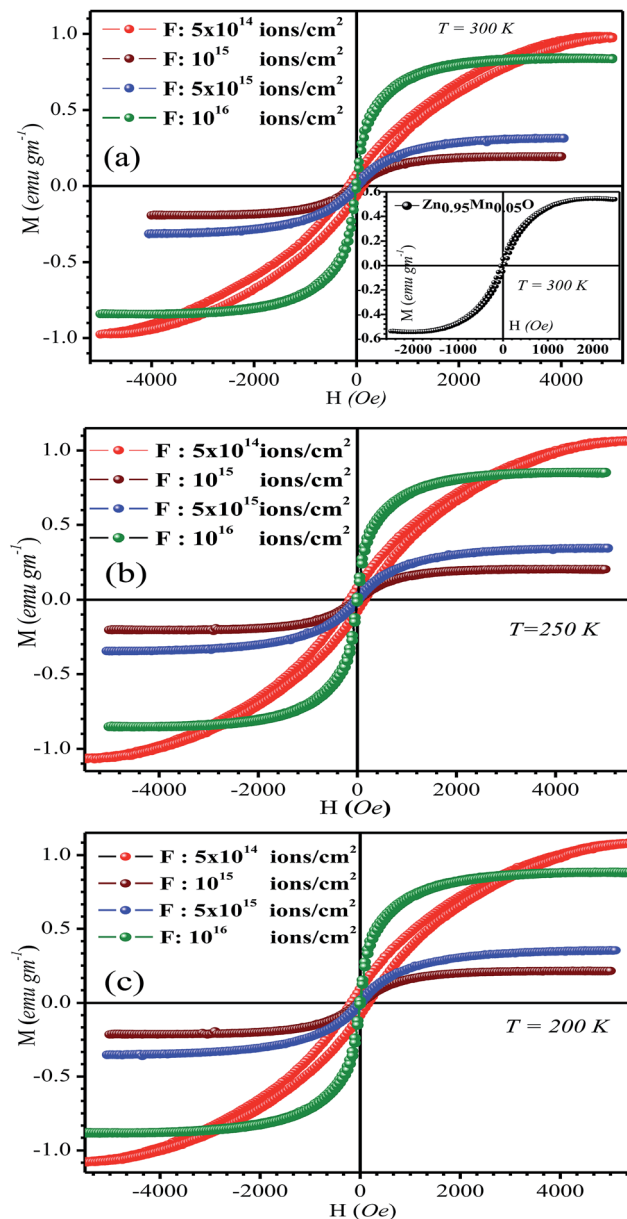 F: 5x10¹⁴ ions/cm²
F: 10¹⁵ ions/cm²
F: 5x10¹⁵ ions/cm²
F: 10¹⁶ ions/cm²
T = 300 K
(a)
M (emu gm⁻¹)
1.0
0.5
0.0
-0.5
-1.0
-4000 -2000 0 2000 4000
H (Oe)
Zn0.95Mn0.05O
T = 300 K
M (emu gm⁻¹)
0.6
0.4
0.2
0.0
-0.2
-0.4
-0.6
-2000 -1000 0 1000 2000
H (Oe)
F : 5x10¹⁴ions/cm²
F : 10¹⁵ ions/cm²
F : 5x10¹⁵ions/cm²
F : 10¹⁶ ions/cm²
(b)
T=250 K
M (emu gm⁻¹)
1.0
0.5
0.0
-0.5
-1.0
-4000 -2000 0 2000 4000
H (Oe)
F : 5x10¹⁴ ions/cm²
F : 10¹⁵ ions/cm²
F : 5x10¹⁵ ions/cm²
F: 10¹⁶ ions/cm²
(c)
T = 200 K
M (emu gm⁻¹)
1.0
0.5
0.0
-0.5
-1.0
-4000 -2000 0 2000 4000
H (Oe)